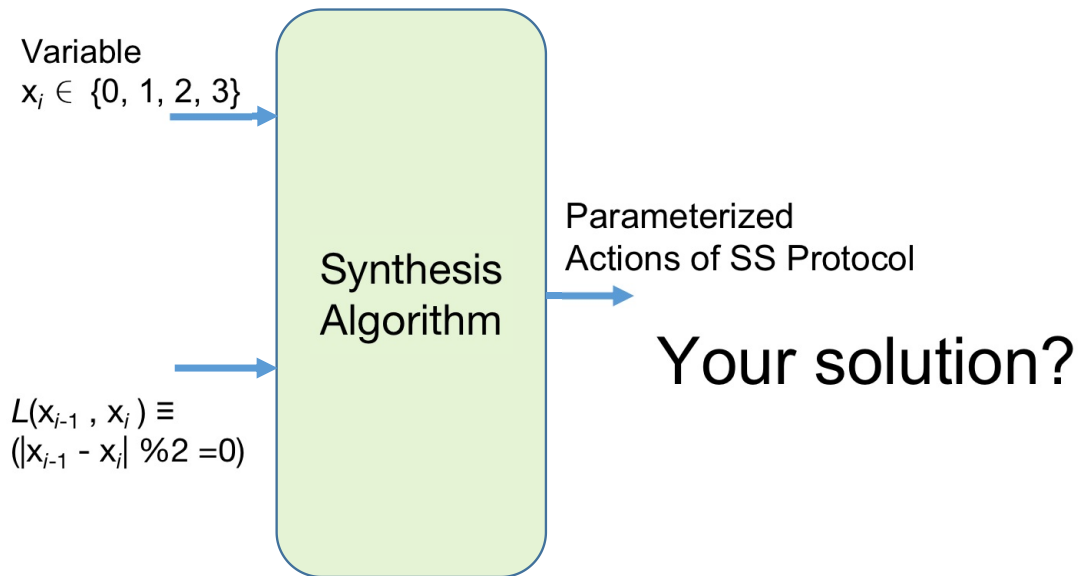 Variable
xᵢ ∈ {0, 1, 2, 3}
Synthesis
Algorithm
L(xᵢ₋₁ , xᵢ ) ≡
(|xᵢ₋₁ - xᵢ| %2 =0)
Parameterized
Actions of SS Protocol
Your solution?